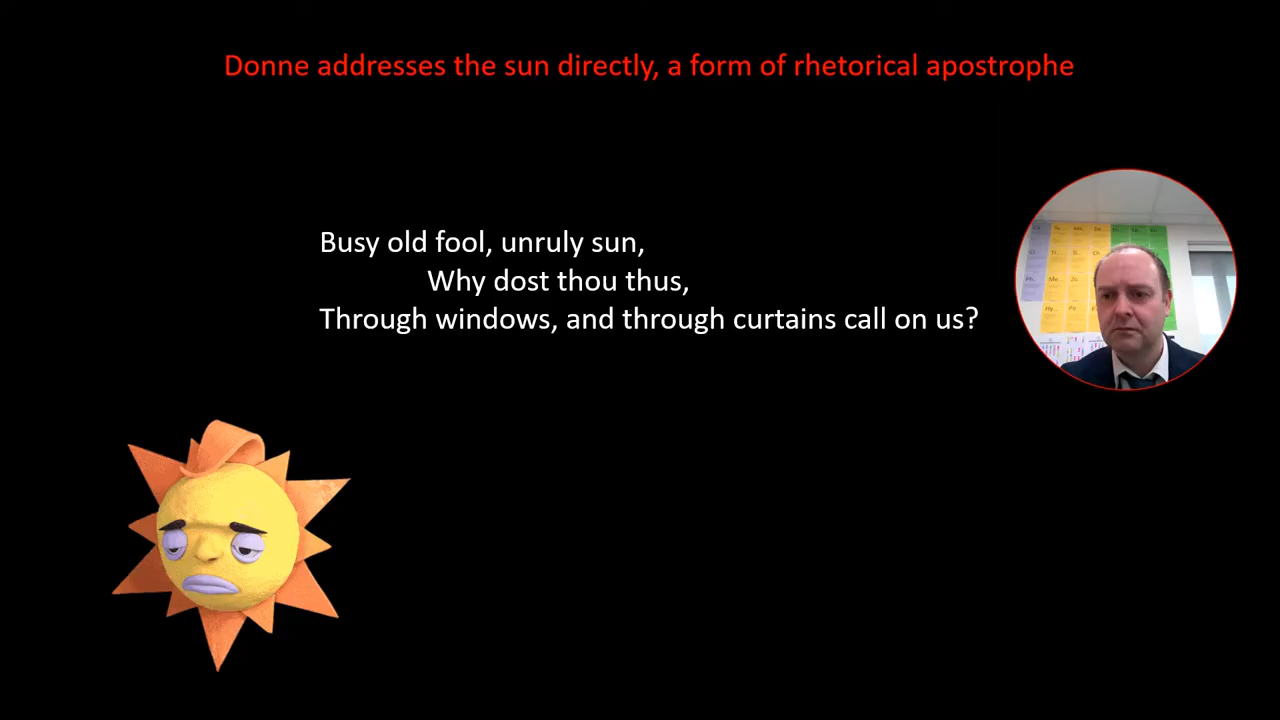 Donne addresses the sun directly, a form of rhetorical apostrophe
Busy old fool, unruly sun,
Why dost thou thus,
Through windows, and through curtains call on us?